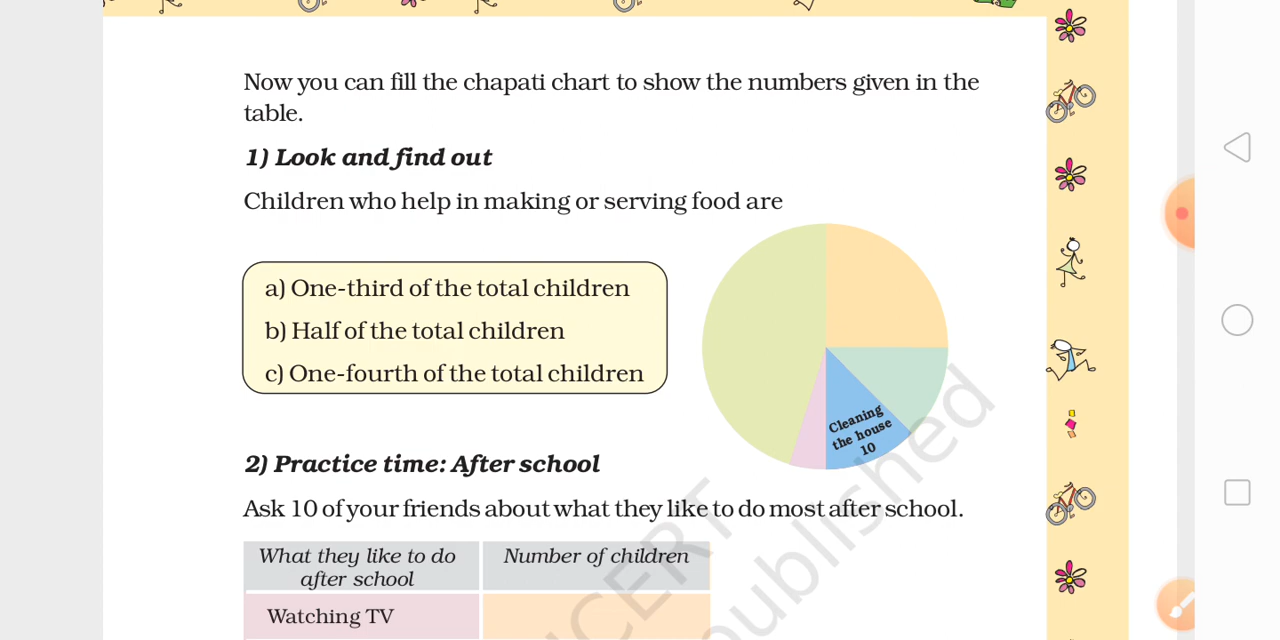 Now you can fill the chapati chart to show the numbers given in the
table.
1) Look and find out
Children who help in making or serving food are
a) One-third of the total children
b) Half of the total children
c) One-fourth of the total children
Cleaning
the house
10
2) Practice time: After school
Ask 10 of your friends about what they like to do most after school.
What they like to do
after school
Number of children
Watching TV
NCERT
published